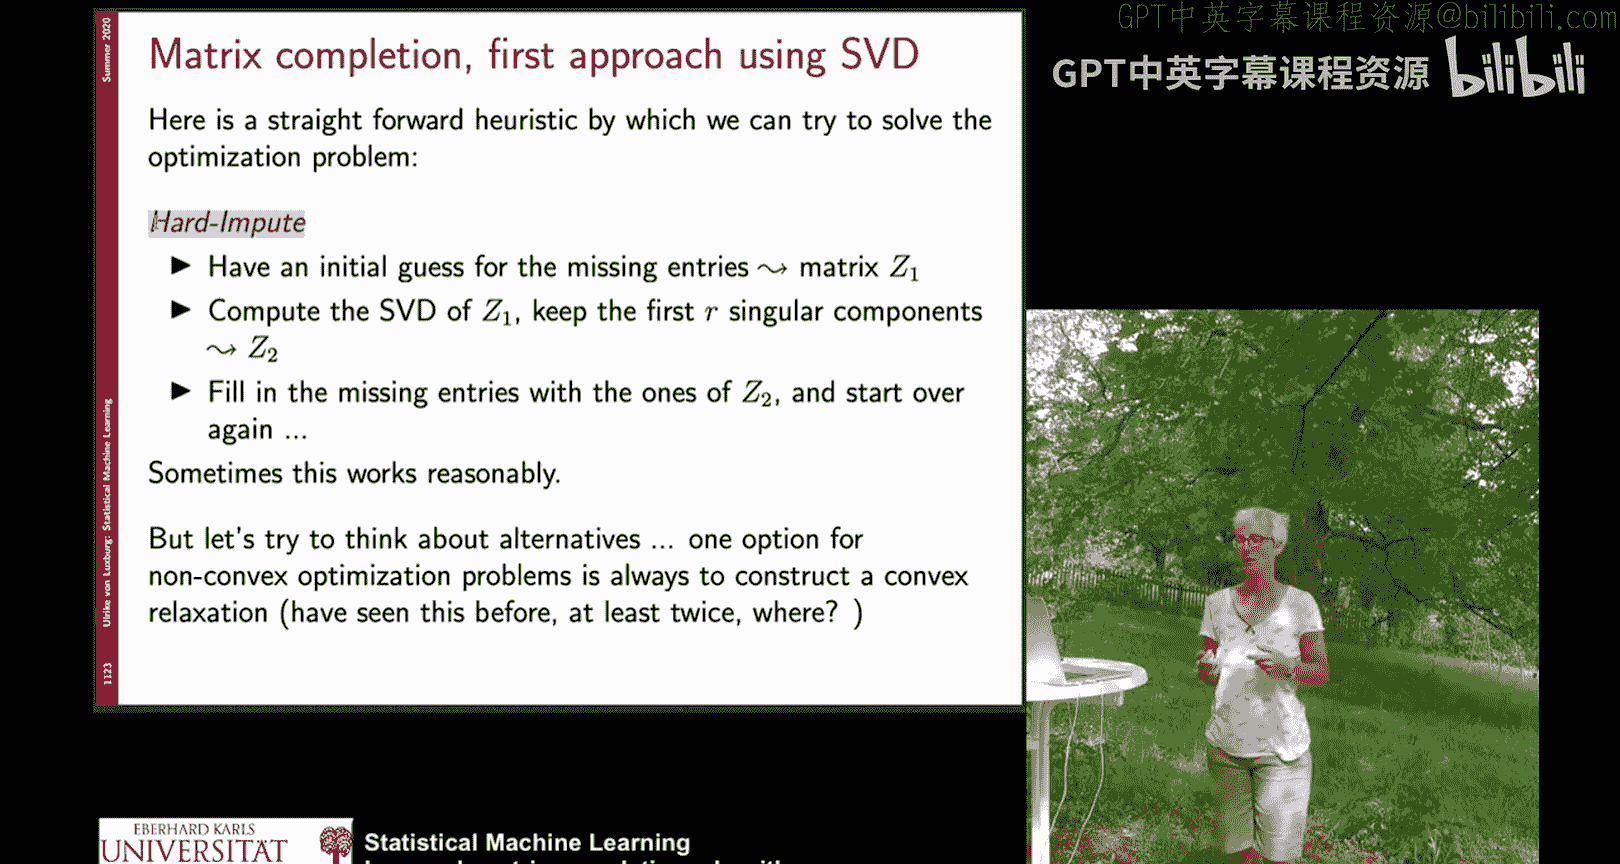 GPT中英字幕课程资源@bilibili.com
GPT中英字幕课程资源 bilibili
Summer 2020
Matrix completion, first approach using SVD
Here is a straight forward heuristic by which we can try to solve the
optimization problem:
Hard-Impute
▶ Have an initial guess for the missing entries ⤳ matrix Z₁
▶ Compute the SVD of Z₁, keep the first r singular components
⤳ Z₂
▶ Fill in the missing entries with the ones of Z₂, and start over
again ...
Sometimes this works reasonably.
But let's try to think about alternatives ... one option for
non-convex optimization problems is always to construct a convex
relaxation (have seen this before, at least twice, where? )
Ulrike von Luxburg: Statistical Machine Learning
1123
EBERHARD KARLS
UNIVERSITÄT
Statistical Machine Learning